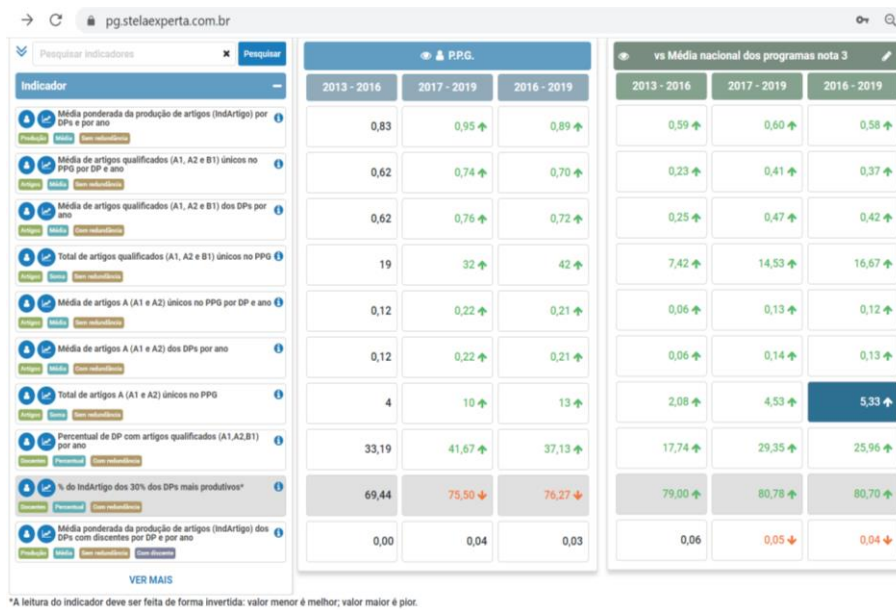 pg.stelaexperta.com.br
Pesquisar indicadores Pesquisar
P.P.G.
vs Média nacional dos programas nota 3
Indicador
2013 - 2016 2017 - 2019 2016 - 2019
2013 - 2016 2017 - 2019 2016 - 2019
Média ponderada da produção de artigos (IndArtigo) por
DPs e por ano
Produção Média Sem redundância
0,83 0,95 0,89 0,59 0,60 0,58
Média de artigos qualificados (A1, A2 e B1) únicos no
PPG por DP e ano
Artigos Média Sem redundância
0,62 0,74 0,70 0,23 0,41 0,37
Média de artigos qualificados (A1, A2 e B1) dos DPs por
ano
Artigos Média Com redundância
0,62 0,76 0,72 0,25 0,47 0,42
Total de artigos qualificados (A1, A2 e B1) únicos no PPG
Artigos Soma Sem redundância
19 32 42 7,42 14,53 16,67
Média de artigos A (A1 e A2) únicos no PPG por DP e ano
Artigos Média Sem redundância
0,12 0,22 0,21 0,06 0,13 0,12
Média de artigos A (A1 e A2) dos DPs por ano
Artigos Média Com redundância
0,12 0,22 0,21 0,06 0,14 0,13
Total de artigos A (A1 e A2) únicos no PPG
Artigos Soma Sem redundância
4 10 13 2,08 4,53 5,33
Percentual de DP com artigos qualificados (A1,A2,B1)
por ano
Docentes Percentual Com redundância
33,19 41,67 37,13 17,74 29,35 25,96
% do IndArtigo dos 30% dos DPs mais produtivos*
Docentes Percentual Com redundância
69,44 75,50 76,27 79,00 80,78 80,70
Média ponderada da produção de artigos (IndArtigo) dos
DPs com discentes por DP e por ano
Produção Média Sem redundância Com discente
0,00 0,04 0,03 0,06 0,05 0,04
VER MAIS
*A leitura do indicador deve ser feita de forma invertida: valor menor é melhor; valor maior é pior.